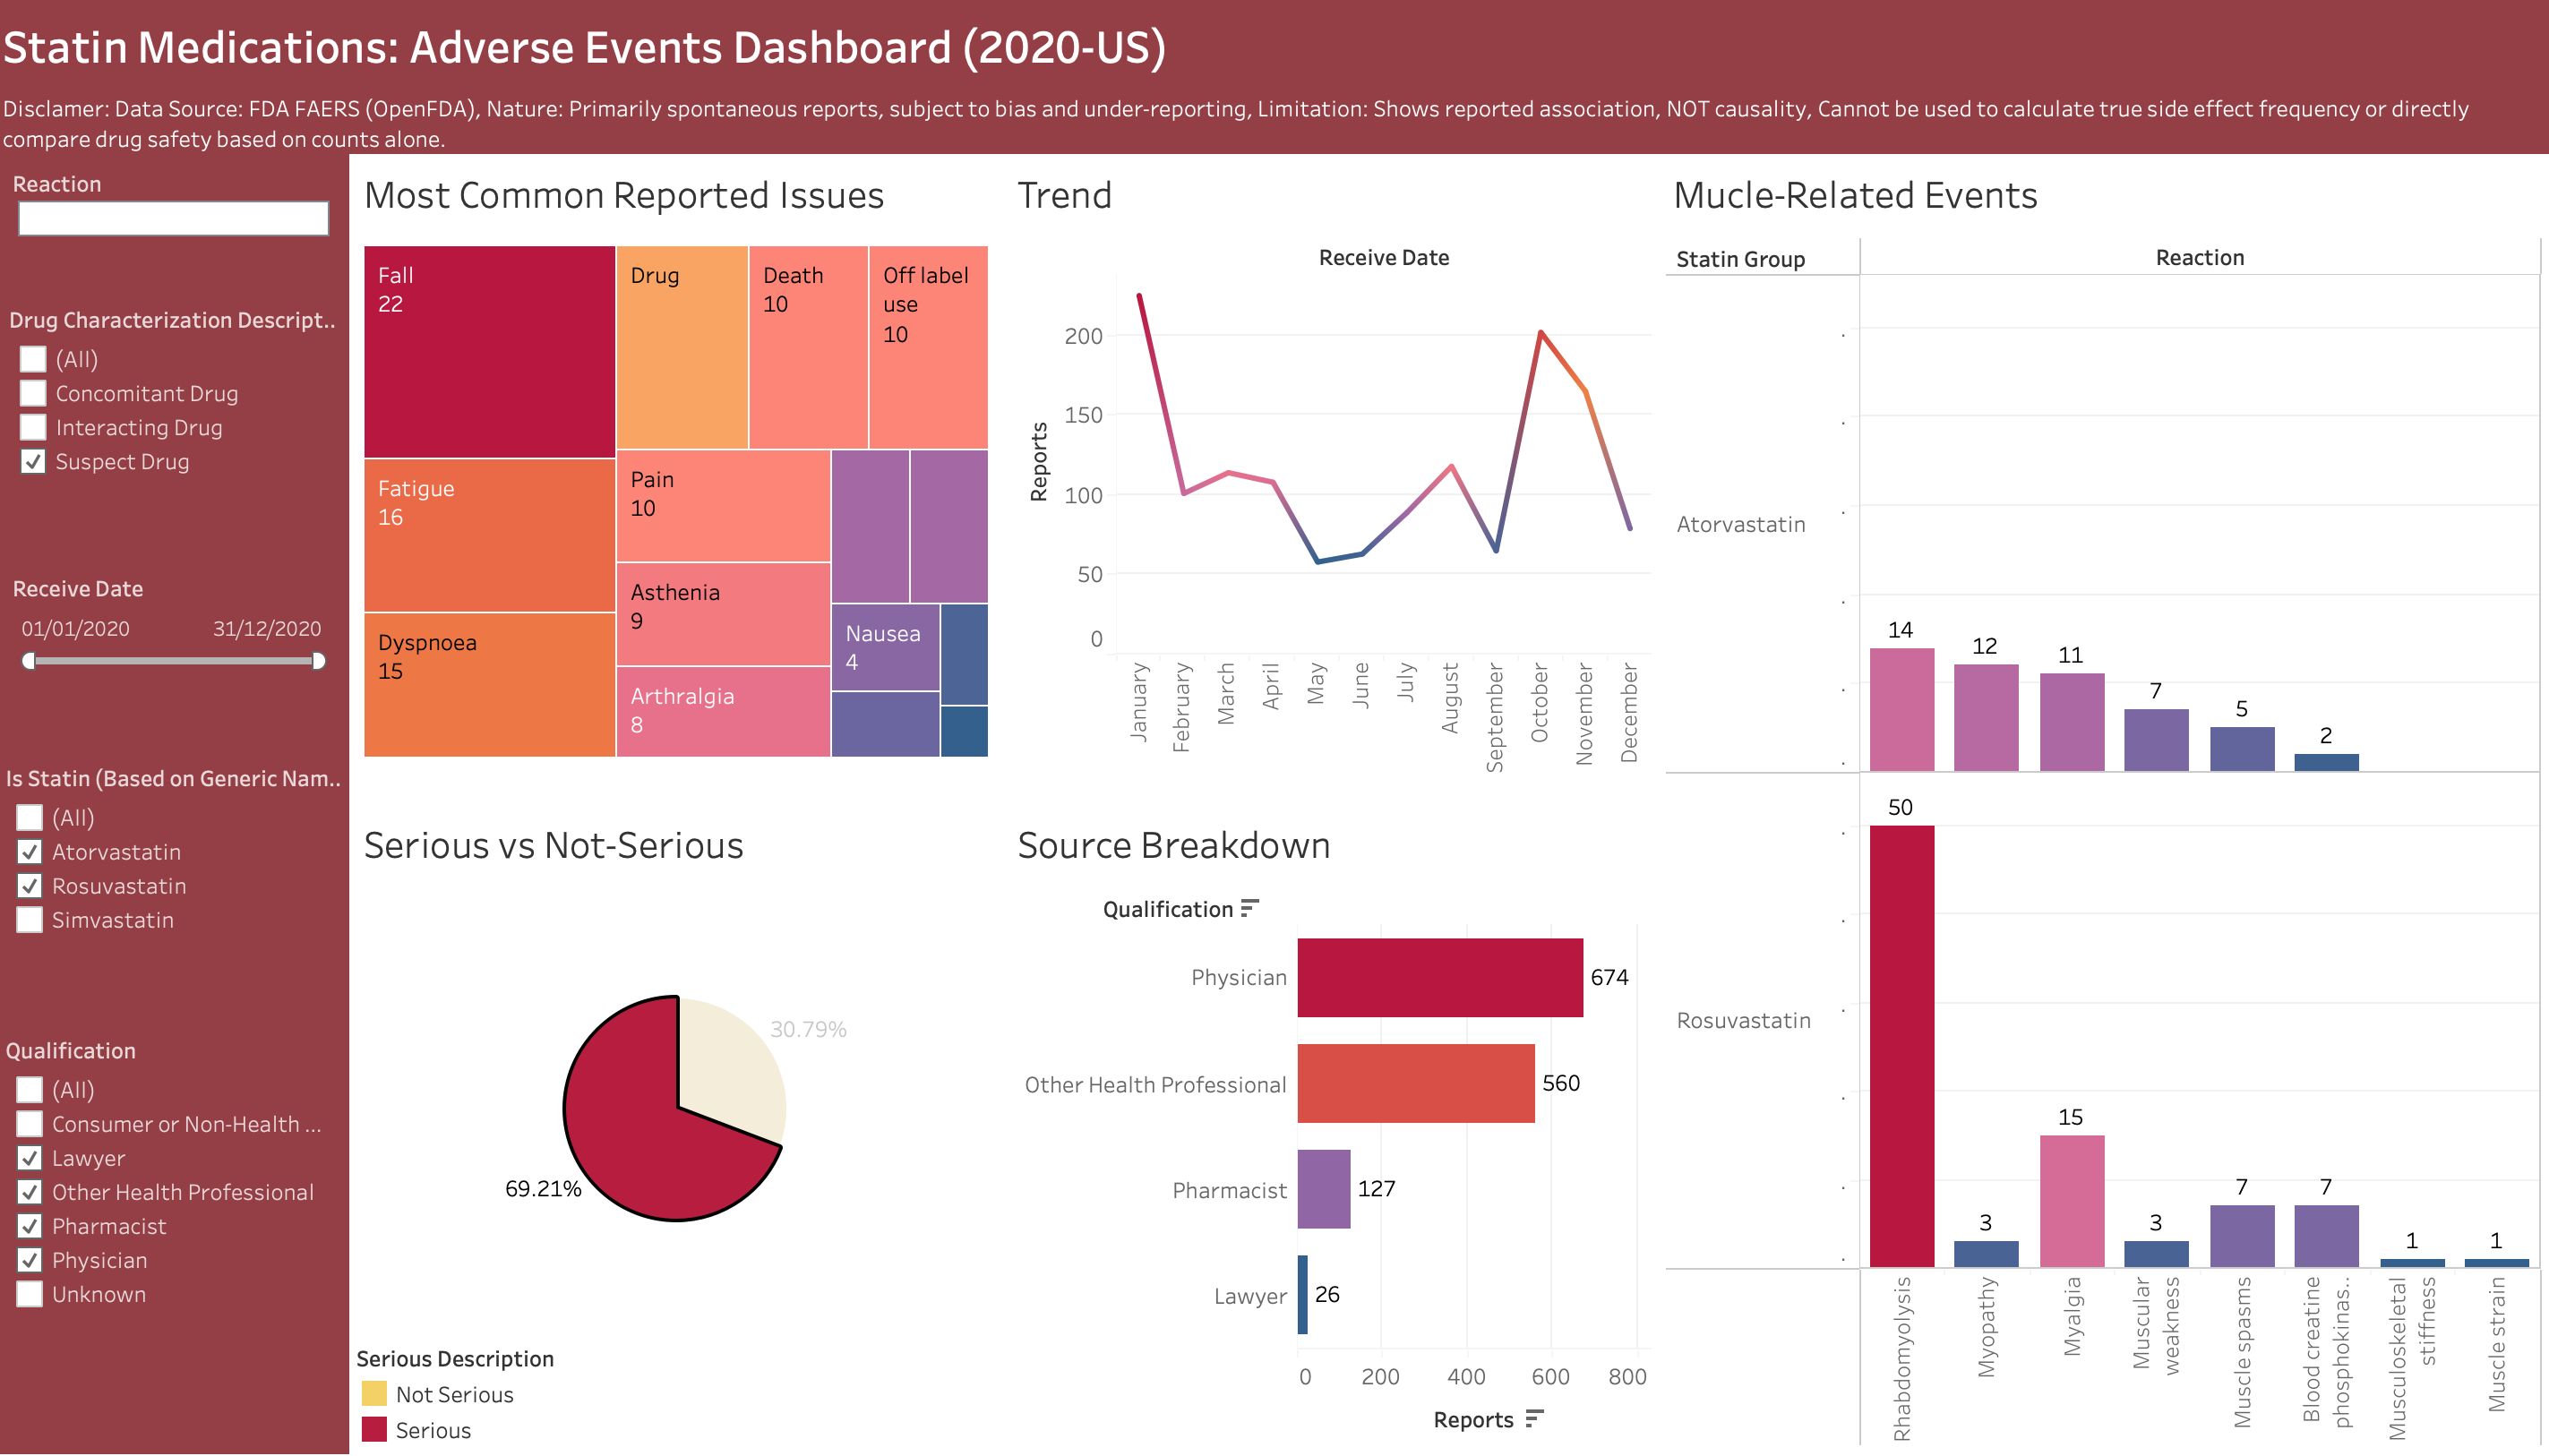 Statin Medications: Adverse Events Dashboard (2020-US)
Disclamer: Data Source: FDA FAERS (OpenFDA), Nature: Primarily spontaneous reports, subject to bias and under-reporting, Limitation: Shows reported association, NOT causality, Cannot be used to calculate true side effect frequency or directly
compare drug safety based on counts alone.
Reaction
Drug Characterization Descript..
(All)
Concomitant Drug
Interacting Drug
Suspect Drug
Receive Date
01/01/2020 31/12/2020
Is Statin (Based on Generic Nam..
(All)
Atorvastatin
Rosuvastatin
Simvastatin
Qualification
(All)
Consumer or Non-Health ...
Lawyer
Other Health Professional
Pharmacist
Physician
Unknown
Most Common Reported Issues
Fall
22
Fatigue
16
Dyspnoea
15
Drug
Death
10
Off label
use
10
Pain
10
Asthenia
9
Arthralgia
8
Nausea
4
Trend
Receive Date
Reports
200
150
100
50
0
January
February
March
April
May
June
July
August
September
October
November
December
Serious vs Not-Serious
30.79%
69.21%
Serious Description
Not Serious
Serious
Source Breakdown
Qualification
Physician 674
Other Health Professional 560
Pharmacist 127
Lawyer 26
0 200 400 600 800
Reports
Mucle-Related Events
Statin Group Reaction
Atorvastatin
14 12 11 7 5 2
Rosuvastatin
50 3 15 3 7 7 1 1
Rhabdomyolysis
Myopathy
Myalgia
Muscular
weakness
Muscle spasms
Blood creatine
phosphokinas..
Musculoskeletal
stiffness
Muscle strain